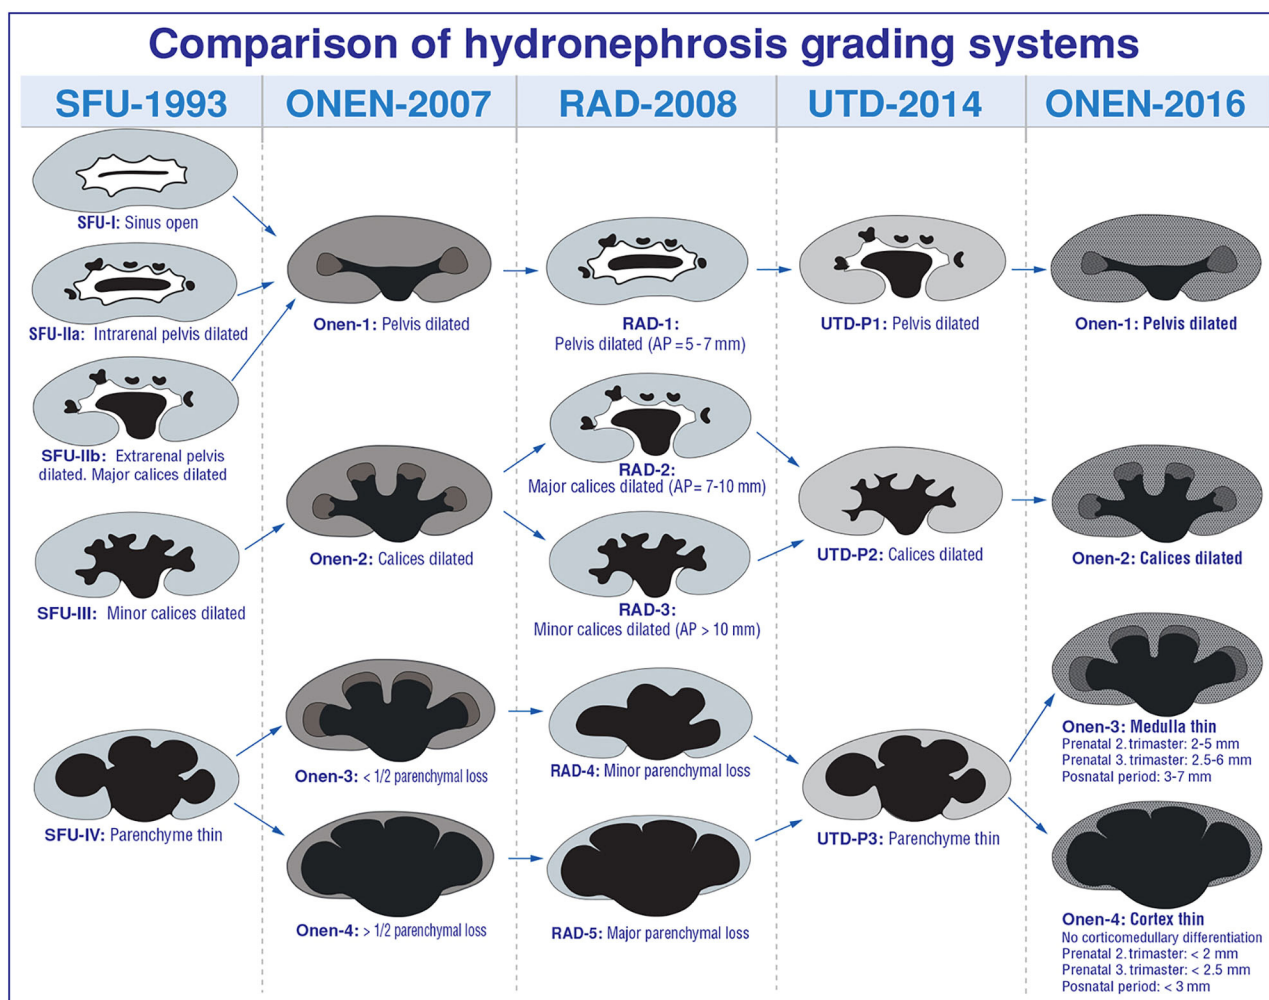 Comparison of hydronephrosis grading systems
SFU-1993
ONEN-2007
RAD-2008
UTD-2014
ONEN-2016
SFU-I: Sinus open
SFU-IIa: Intrarenal pelvis dilated
SFU-IIb: Extrarenal pelvis
dilated. Major calices dilated
SFU-III: Minor calices dilated
SFU-IV: Parenchyme thin
Onen-1: Pelvis dilated
Onen-2: Calices dilated
Onen-3: < 1/2 parenchymal loss
Onen-4: > 1/2 parenchymal loss
RAD-1:
Pelvis dilated (AP = 5 - 7 mm)
RAD-2:
Major calices dilated (AP= 7-10 mm)
RAD-3:
Minor calices dilated (AP > 10 mm)
RAD-4: Minor parenchymal loss
RAD-5: Major parenchymal loss
UTD-P1: Pelvis dilated
UTD-P2: Calices dilated
UTD-P3: Parenchyme thin
Onen-1: Pelvis dilated
Onen-2: Calices dilated
Onen-3: Medulla thin
Prenatal 2. trimaster: 2-5 mm
Prenatal 3. trimaster: 2.5-6 mm
Posnatal period: 3-7 mm
Onen-4: Cortex thin
No corticomedullary differentiation
Prenatal 2. trimaster: < 2 mm
Prenatal 3. trimaster: < 2.5 mm
Posnatal period: < 3 mm